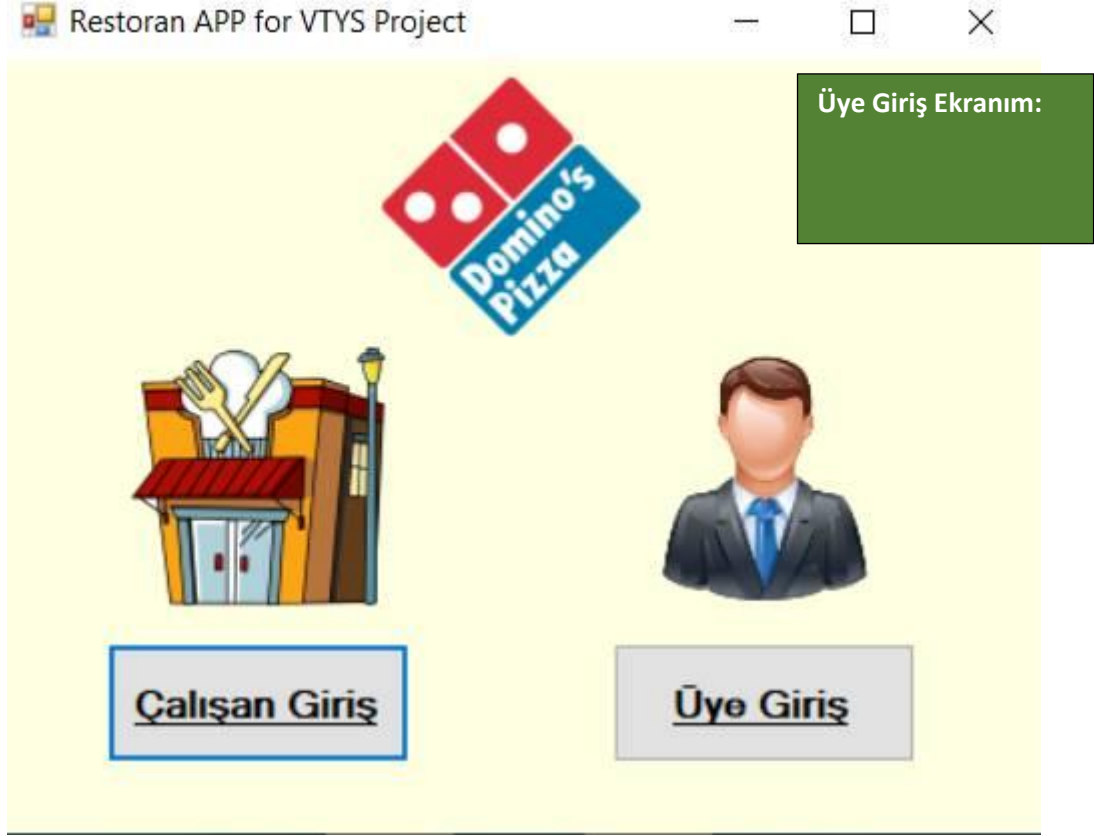 Restoran APP for VTYS Project
Üye Giriş Ekranım:
Domino's
Pizza
Çalışan Giriş
Üye Giriş